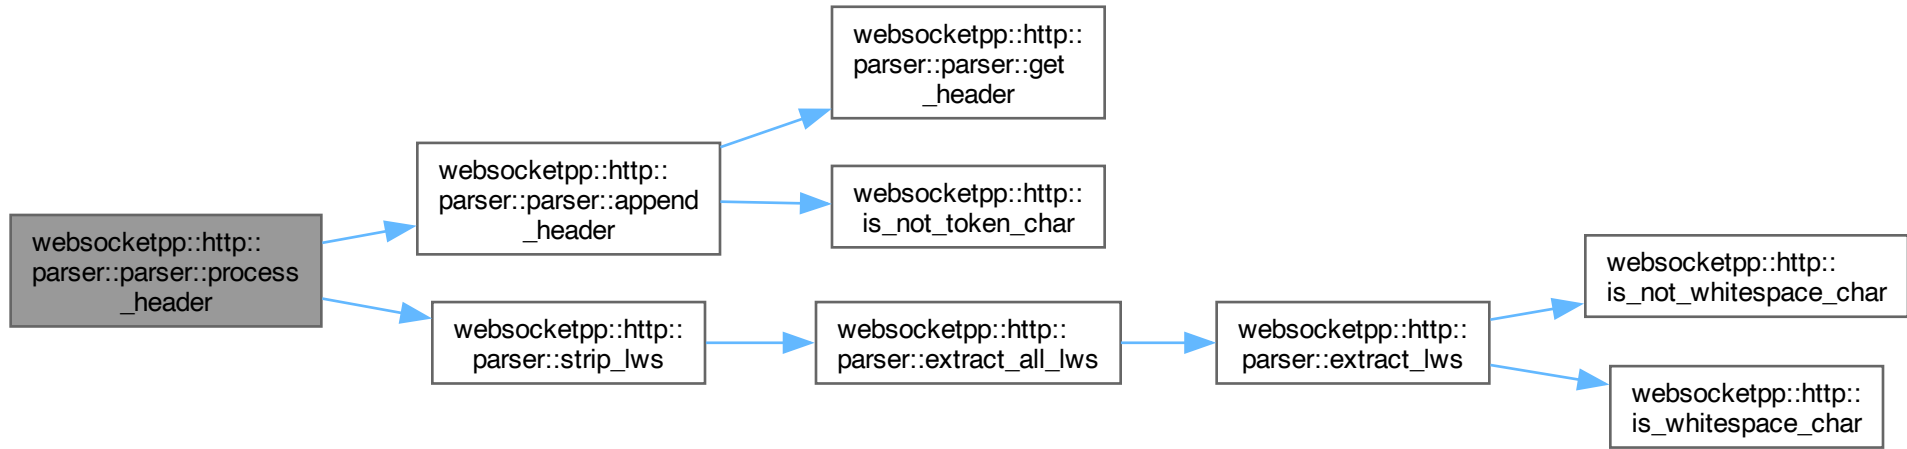 websocketpp::http::
parser::parser::process
_header
websocketpp::http::
parser::parser::append
_header
websocketpp::http::
parser::parser::get
_header
websocketpp::http::
is_not_token_char
websocketpp::http::
parser::strip_lws
websocketpp::http::
parser::extract_all_lws
websocketpp::http::
parser::extract_lws
websocketpp::http::
is_not_whitespace_char
websocketpp::http::
is_whitespace_char